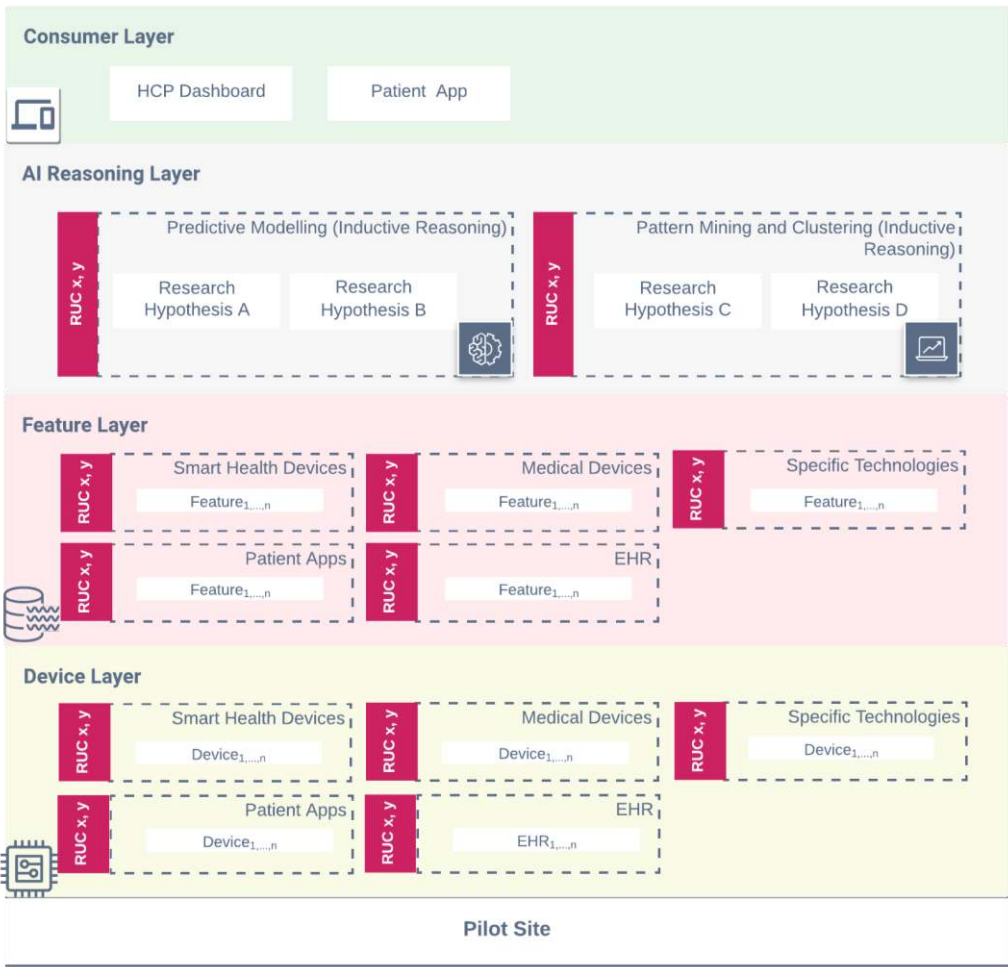 Consumer Layer
HCP Dashboard
Patient App
AI Reasoning Layer
RUC x, y
Predictive Modelling (Inductive Reasoning)
Research
Hypothesis A
Research
Hypothesis B
RUC x, y
Pattern Mining and Clustering (Inductive
Reasoning)
Research
Hypothesis C
Research
Hypothesis D
Feature Layer
RUC x, y
Smart Health Devices
Feature1,...,n
RUC x, y
Medical Devices
Feature1,...,n
RUC x, y
Specific Technologies
Feature1,...,n
RUC x, y
Patient Apps
Feature1,...,n
RUC x, y
EHR
Feature1,...,n
Device Layer
RUC x, y
Smart Health Devices
Device1,...,n
RUC x, y
Medical Devices
Device1,...,n
RUC x, y
Specific Technologies
Device1,...,n
RUC x, y
Patient Apps
Device1,...,n
RUC x, y
EHR
EHR1,...,n
Pilot Site